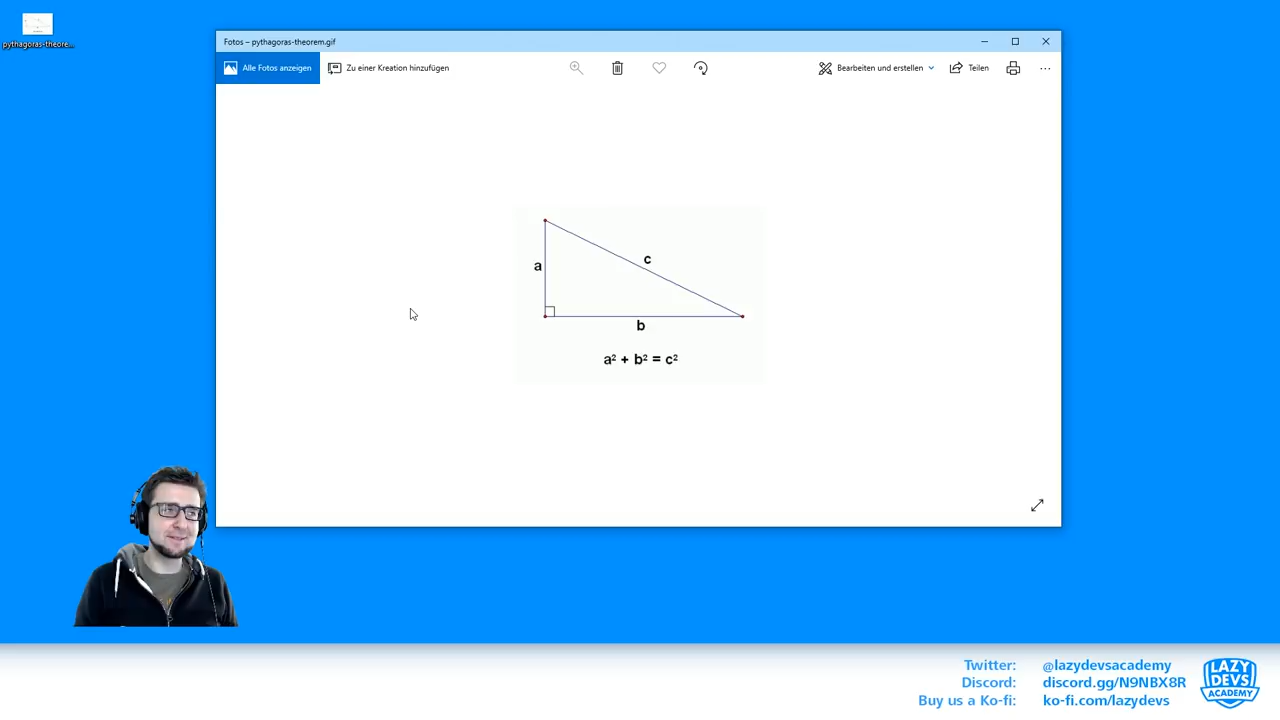 pythagoras-theore...
Fotos – pythagoras-theorem.gif
Alle Fotos anzeigen
Zu einer Kreation hinzufügen
Bearbeiten und erstellen
Teilen
a
c
b
a² + b² = c²
Twitter: @lazydevsacademy
Discord: discord.gg/N9NBX8R
Buy us a Ko-fi: ko-fi.com/lazydevs
LAZY
DEVS
ACADEMY